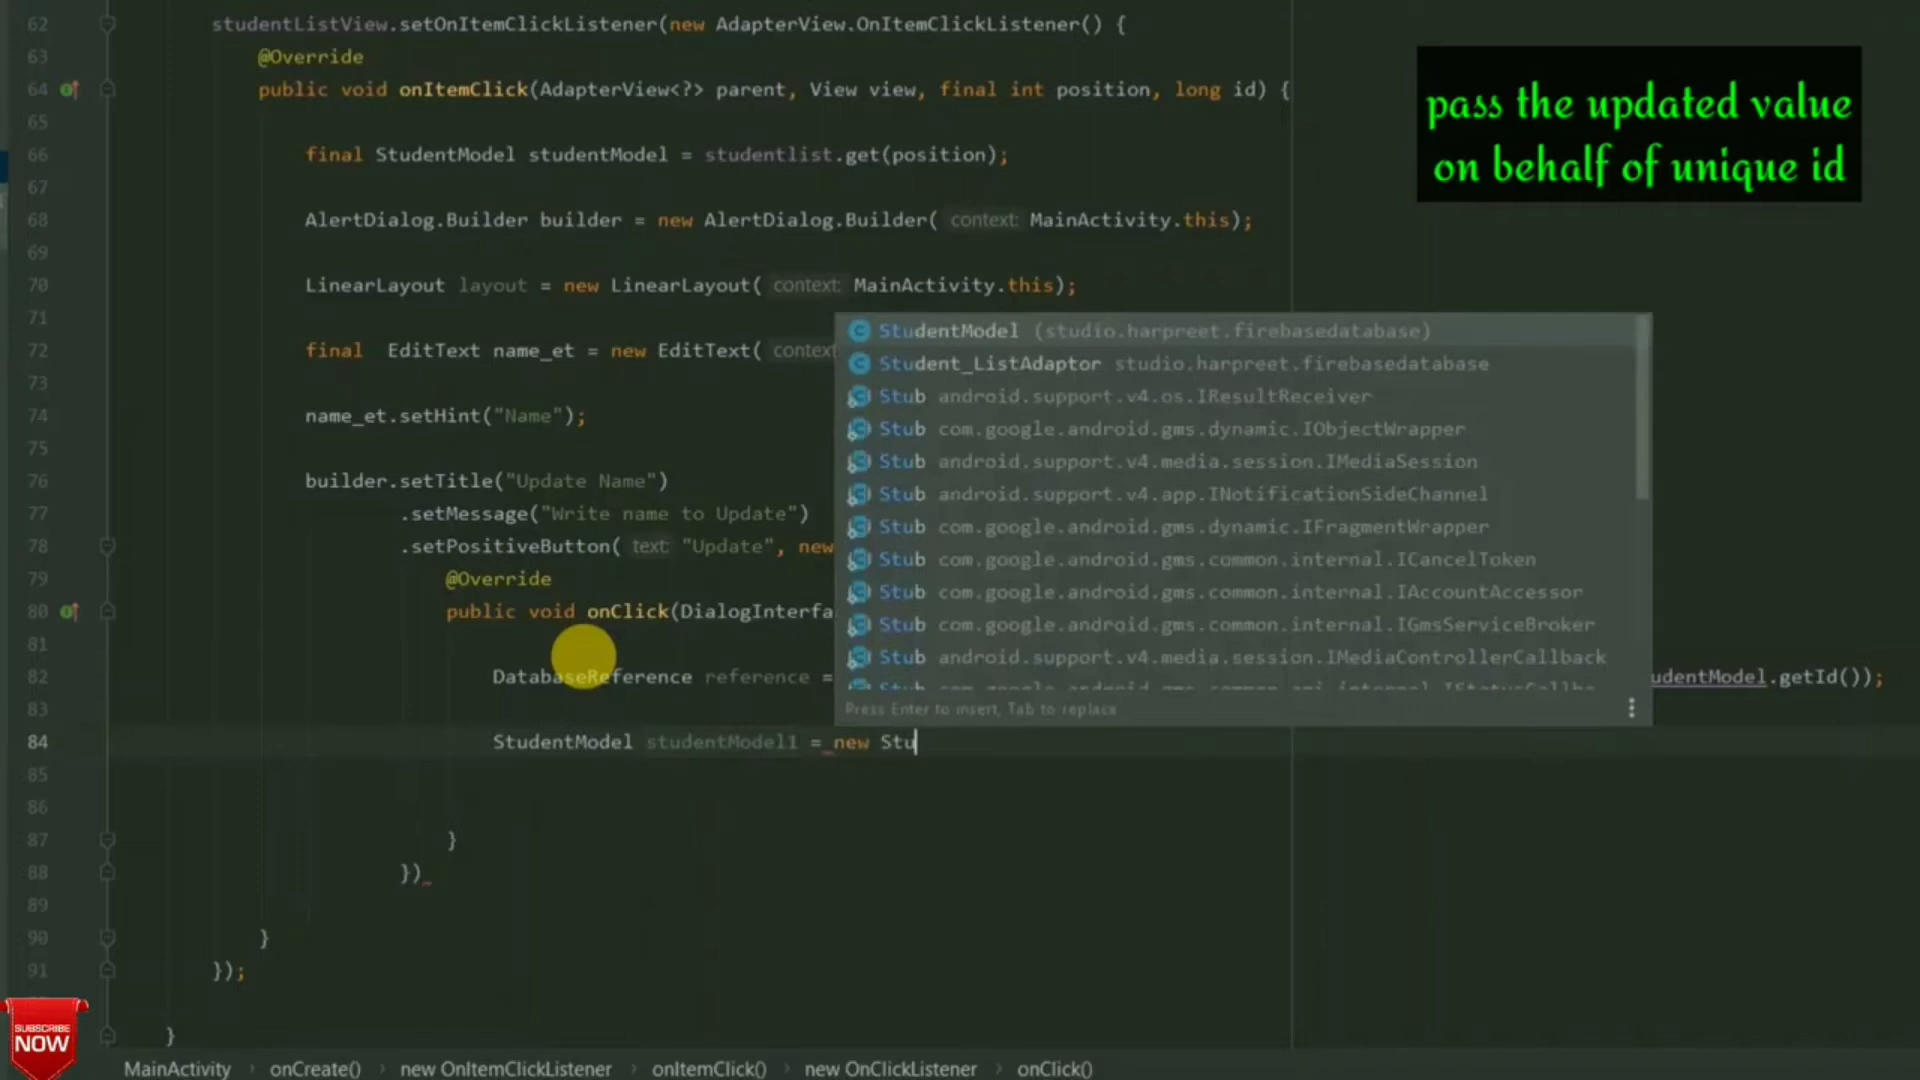 62 studentListView.setOnItemClickListener(new AdapterView.OnItemClickListener() {
63 @Override
64 public void onItemClick(AdapterView<?> parent, View view, final int position, long id) {
65
66 final StudentModel studentModel = studentlist.get(position);
67
68 AlertDialog.Builder builder = new AlertDialog.Builder( context: MainActivity.this);
69
70 LinearLayout layout = new LinearLayout( context: MainActivity.this);
71
72 final EditText name_et = new EditText( context
73
74 name_et.setHint("Name");
75
76 builder.setTitle("Update Name")
77 .setMessage("Write name to Update")
78 .setPositiveButton( text: "Update", new
79 @Override
80 public void onClick(DialogInterfa
81
82 DatabaseReference reference = udentModel.getId());
83
84 StudentModel studentModel1 = new Stu
85
86
87 }
88 })
89
90 }
91 });
}
pass the updated value
on behalf of unique id
StudentModel (studio.harpreet.firebasedatabase)
Student_ListAdaptor studio.harpreet.firebasedatabase
Stub android.support.v4.os.IResultReceiver
Stub com.google.android.gms.dynamic.IObjectWrapper
Stub android.support.v4.media.session.IMediaSession
Stub android.support.v4.app.INotificationSideChannel
Stub com.google.android.gms.dynamic.IFragmentWrapper
Stub com.google.android.gms.common.internal.ICancelToken
Stub com.google.android.gms.common.internal.IAccountAccessor
Stub com.google.android.gms.common.internal.IGmsServiceBroker
Stub android.support.v4.media.session.IMediaControllerCallback
Press Enter to insert, Tab to replace
SUBSCRIBE
NOW
MainActivity › onCreate() › new OnItemClickListener › onItemClick() › new OnClickListener › onClick()